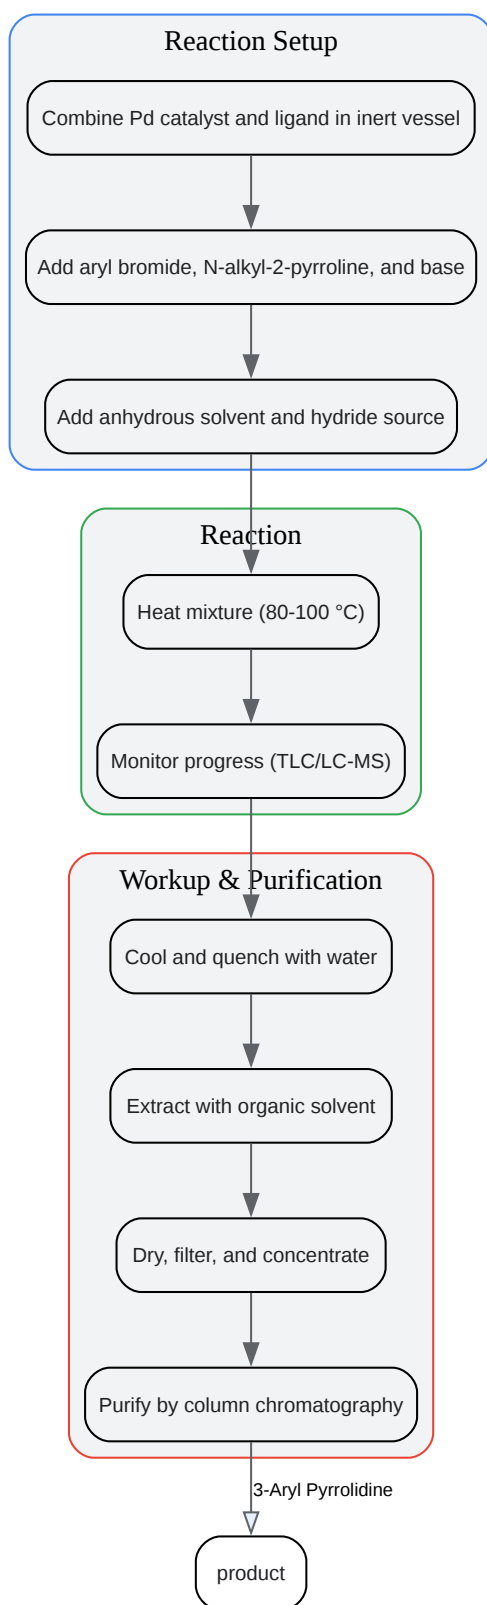 Reaction Setup
Combine Pd catalyst and ligand in inert vessel
Add aryl bromide, N-alkyl-2-pyrroline, and base
Add anhydrous solvent and hydride source
Reaction
Heat mixture (80-100 °C)
Monitor progress (TLC/LC-MS)
Workup & Purification
Cool and quench with water
Extract with organic solvent
Dry, filter, and concentrate
Purify by column chromatography
3-Aryl Pyrrolidine
product